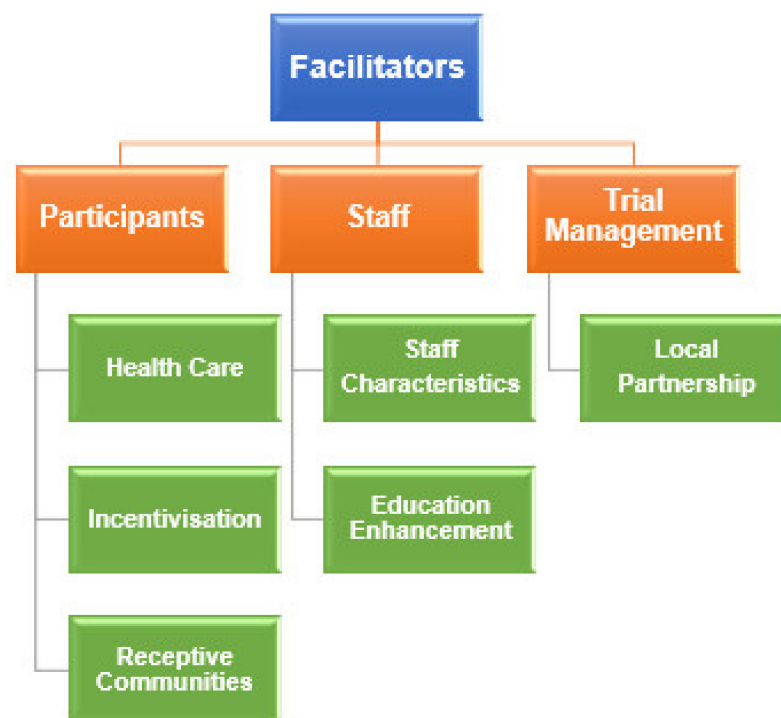 Facilitators
Participants
Staff
Trial
Management
Health Care
Staff
Characteristics
Local
Partnership
Incentivisation
Education
Enhancement
Receptive
Communities